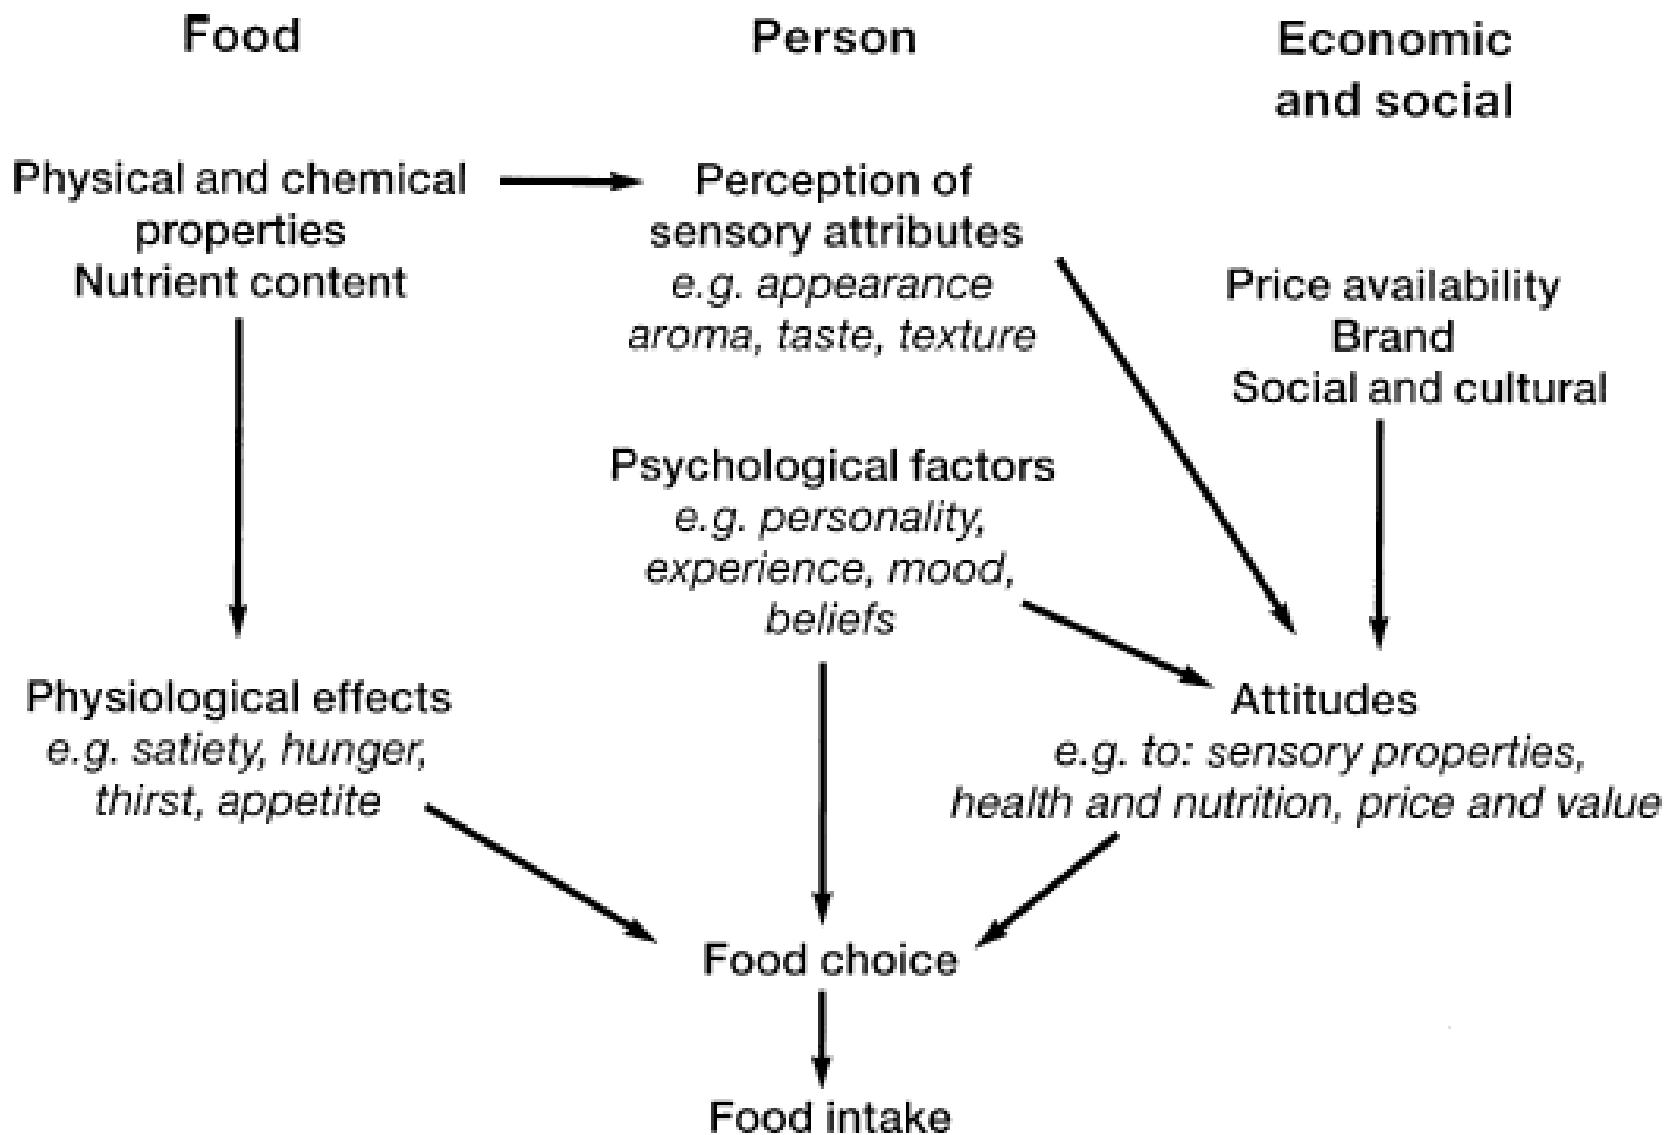 Food
Person
Economic
and social
Physical and chemical
properties
Nutrient content
Perception of
sensory attributes
e.g. appearance
aroma, taste, texture
Price availability
Brand
Social and cultural
Psychological factors
e.g. personality,
experience, mood,
beliefs
Physiological effects
e.g. satiety, hunger,
thirst, appetite
Attitudes
e.g. to: sensory properties,
health and nutrition, price and value
Food choice
Food intake